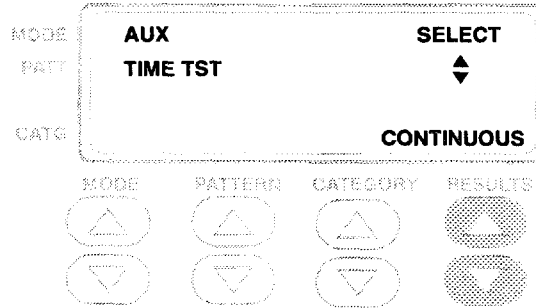 MODE AUX SELECT
PATT TIME TST
CATG CONTINUOUS
MODE PATTERN CATEGORY RESULTS